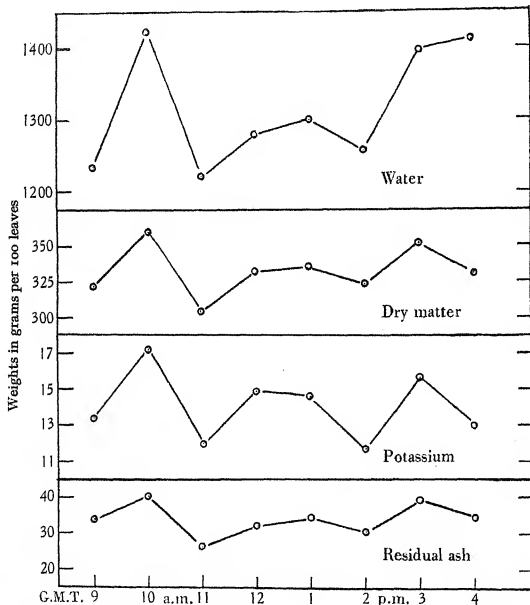 Weights in grams per 100 leaves
1400
1300
1200
Water
350
325
300
Dry matter
17
15
13
11
Potassium
40
30
20
Residual ash
G.M.T. 9 10 a.m. 11 12 1 2 p.m. 3 4